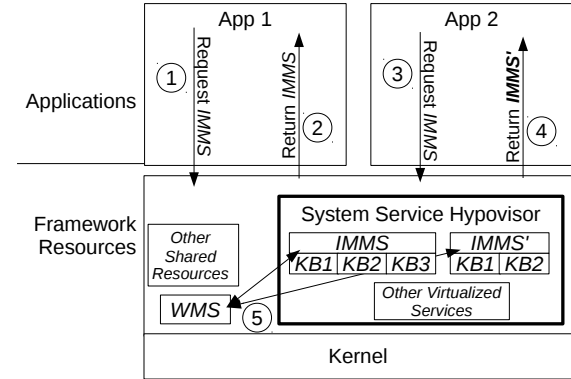 App 1
App 2
1
Request IMMS
Return IMMS
2
3
Request IMMS
Return IMMS'
4
Applications
Framework
Resources
System Service Hypovisor
Other
Shared
Resources
IMMS
KB1 KB2 KB3
IMMS'
KB1 KB2
WMS
5
Other Virtualized
Services
Kernel